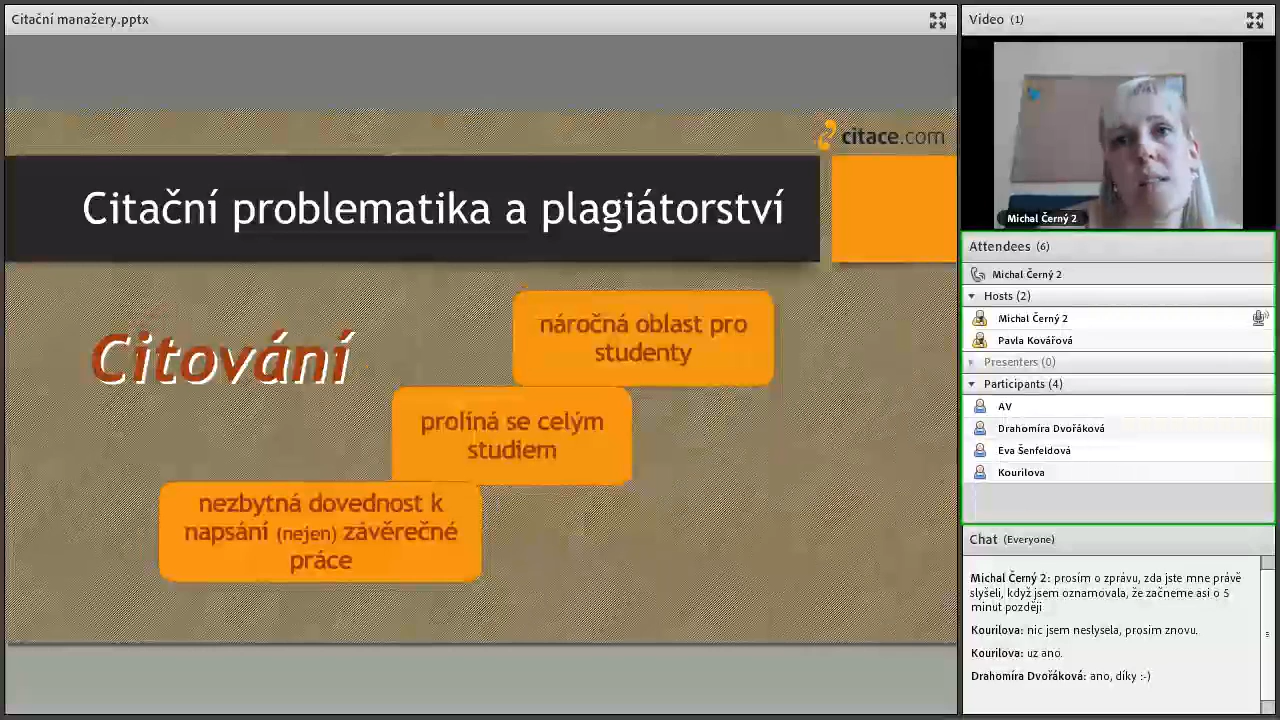 Citační manažery.pptx
citace.com
Citační problematika a plagiátorství
Citování
náročná oblast pro
studenty
prolíná se celým
studiem
nezbytná dovednost k
napsání (nejen) závěrečné
práce
Video (1)
Michal Černý 2
Attendees (6)
Michal Černý 2
Hosts (2)
Michal Černý 2
Pavla Kovářová
Presenters (0)
Participants (4)
AV
Drahomíra Dvořáková
Eva Šenfeldová
Kourilova
Chat (Everyone)
Michal Černý 2: prosím o zprávu, zda jste mne právě
slyšeli, když jsem oznamovala, že začneme asi o 5
minut později
Kourilova: nic jsem neslysela, prosim znovu.
Kourilova: uz ano.
Drahomíra Dvořáková: ano, díky :-)